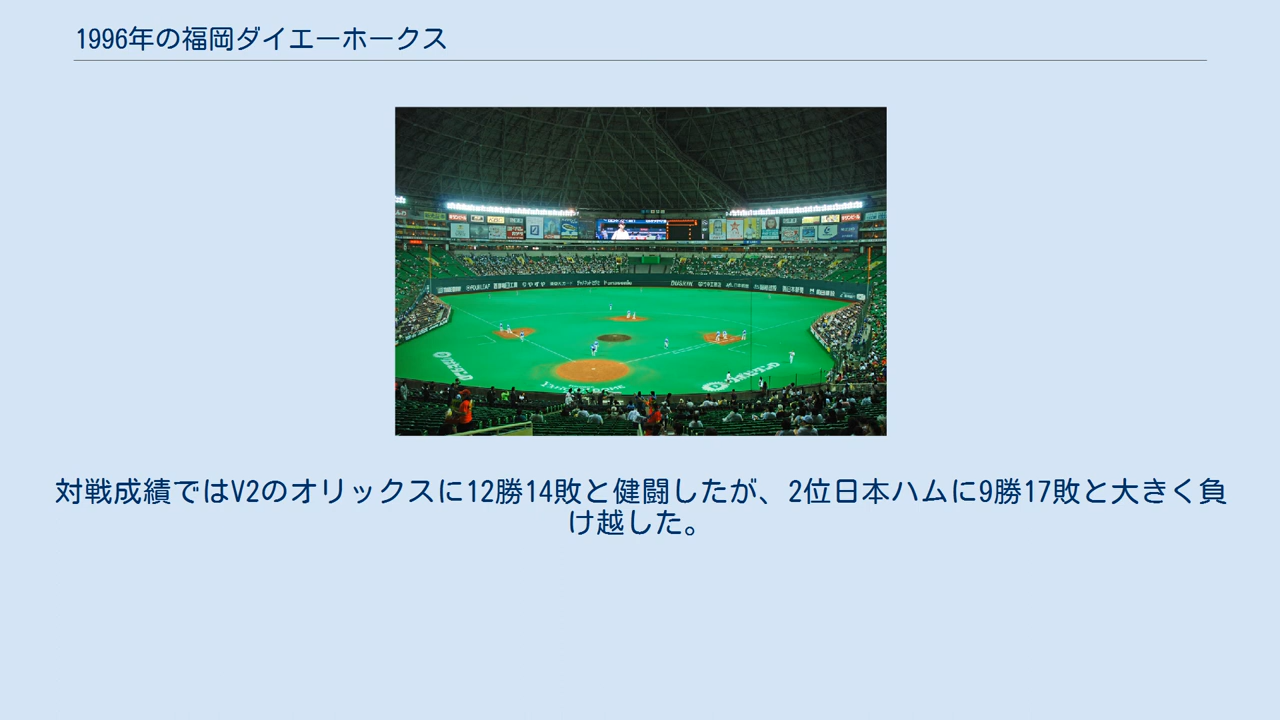 1996年の福岡ダイエーホークス
対戦成績ではV2のオリックスに12勝14敗と健闘したが、2位日本ハムに9勝17敗と大きく負
け越した。